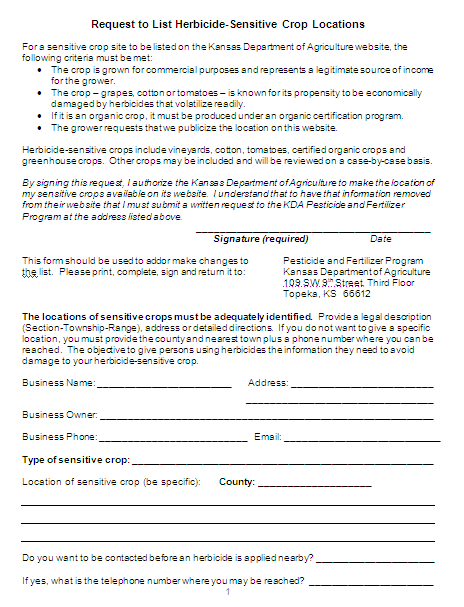 Request to List Herbicide-Sensitive Crop Locations
For a sensitive crop site to be listed on the Kansas Department of Agriculture website, the
following criteria must be met:
• The crop is grown for commercial purposes and represents a legitimate source of income
for the grower.
• The crop – grapes, cotton or tomatoes – is known for its propensity to be economically
damaged by herbicides that volatilize readily.
• If it is an organic crop, it must be produced under an organic certification program.
• The grower requests that we publicize the location on this website.
Herbicide-sensitive crops include vineyards, cotton, tomatoes, certified organic crops and
greenhouse crops. Other crops may be included and will be reviewed on a case-by-case basis.
By signing this request, I authorize the Kansas Department of Agriculture to make the location of
my sensitive crops available on its website. I understand that to have that information removed
from their website that I must submit a written request to the KDA Pesticide and Fertilizer
Program at the address listed above.
Signature (required) Date
This form should be used to add or make changes to
the list. Please print, complete, sign and return it to:
Pesticide and Fertilizer Program
Kansas Department of Agriculture
109 SW 9th Street, Third Floor
Topeka, KS 66612
The locations of sensitive crops must be adequately identified. Provide a legal description
(Section-Township-Range), address or detailed directions. If you do not want to give a specific
location, you must provide the county and nearest town plus a phone number where you can be
reached. The objective to give persons using herbicides the information they need to avoid
damage to your herbicide-sensitive crop.
Business Name: Address:
Business Owner:
Business Phone: Email:
Type of sensitive crop:
Location of sensitive crop (be specific): County:
Do you want to be contacted before an herbicide is applied nearby?
If yes, what is the telephone number where you may be reached?
1